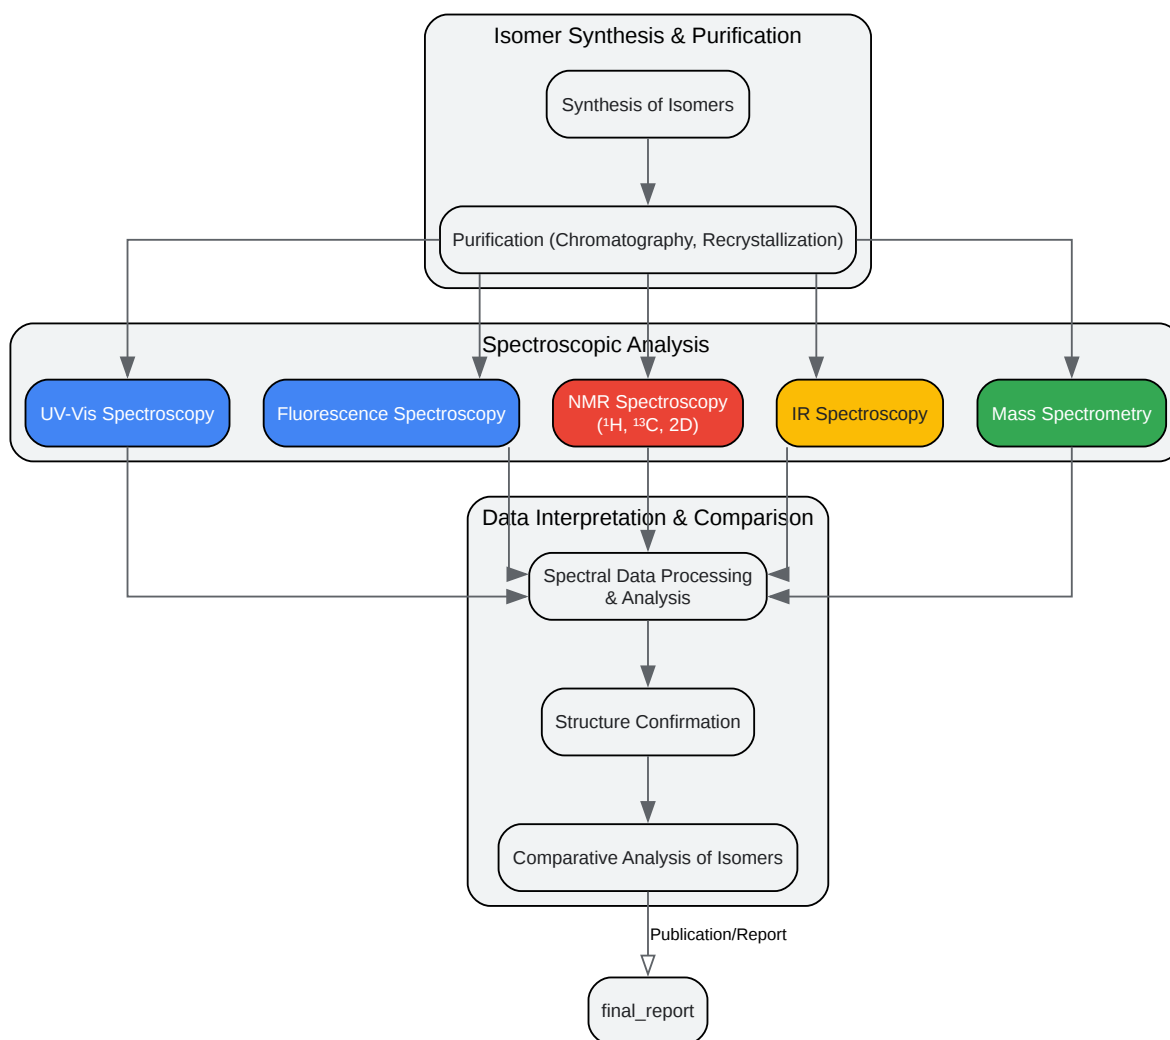 Isomer Synthesis & Purification
Synthesis of Isomers
Purification (Chromatography, Recrystallization)
Spectroscopic Analysis
UV-Vis Spectroscopy
Fluorescence Spectroscopy
NMR Spectroscopy
(¹H, ¹³C, 2D)
IR Spectroscopy
Mass Spectrometry
Data Interpretation & Comparison
Spectral Data Processing
& Analysis
Structure Confirmation
Comparative Analysis of Isomers
Publication/Report
final_report